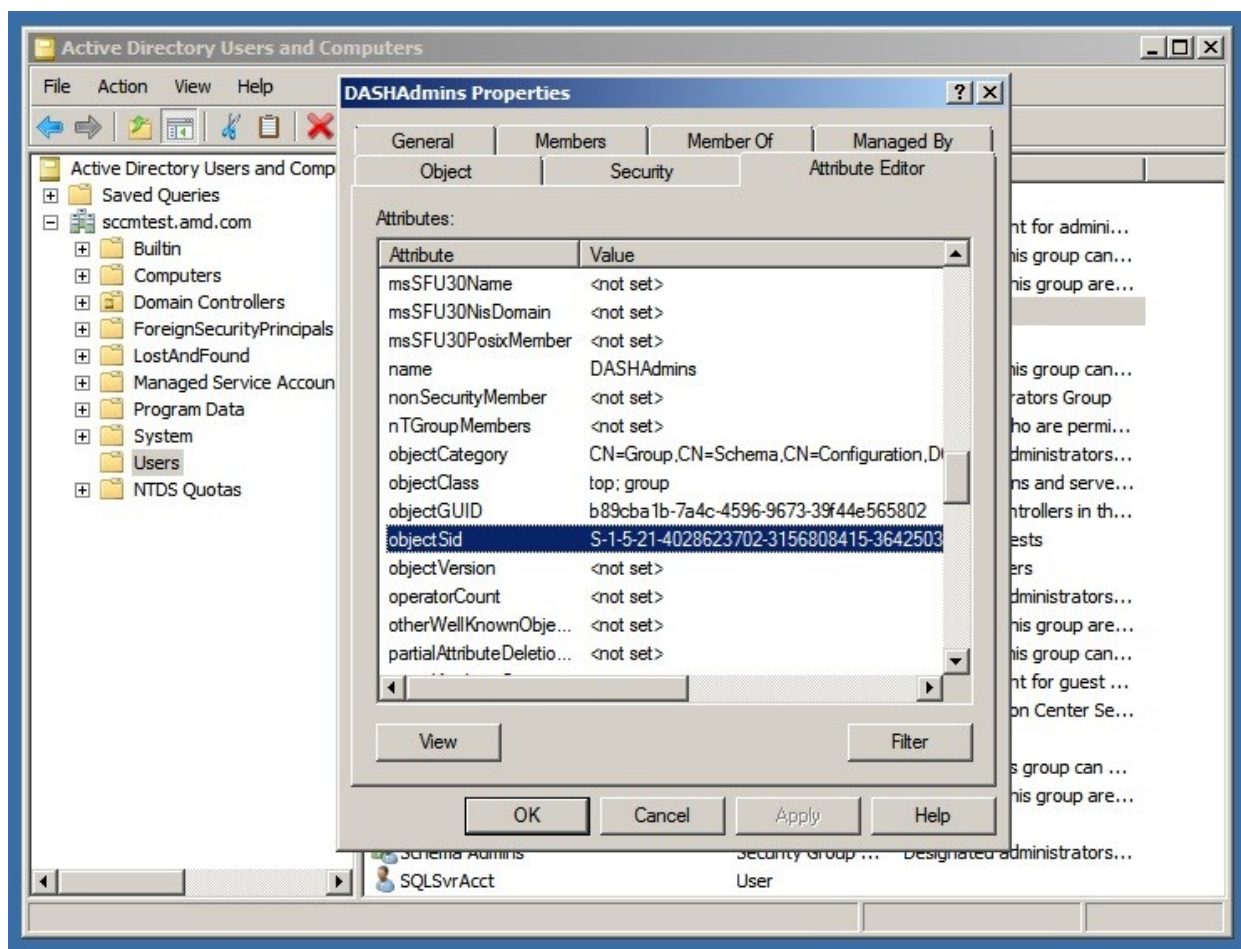 Active Directory Users and Computers
File Action View Help
DASHAdmins Properties
General Members Member Of Managed By
Object Security Attribute Editor
Attributes:
Attribute Value
msSFU30Name <not set>
msSFU30NisDomain <not set>
msSFU30PosixMember <not set>
name DASHAdmins
nonSecurityMember <not set>
nTGroupMembers <not set>
objectCategory CN=Group,CN=Schema,CN=Configuration,D
objectClass top; group
objectGUID b89cba1b-7a4c-4596-9673-39f44e565802
objectSid S-1-5-21-4028623702-3156808415-3642503
objectVersion <not set>
operatorCount <not set>
otherWellKnownObje... <not set>
partialAttributeDeletio... <not set>
View Filter
OK Cancel Apply Help
Active Directory Users and Comp
Saved Queries
sccmtest.amd.com
Builtin
Computers
Domain Controllers
ForeignSecurityPrincipals
LostAndFound
Managed Service Accoun
Program Data
System
Users
NTDS Quotas
nt for admini...
his group can...
his group are...
his group can...
rators Group
ho are permi...
dministrators...
ns and serve...
ntrollers in th...
ests
ers
dministrators...
his group are...
his group can...
nt for guest ...
on Center Se...
s group can ...
his group are...
Schema Admins Security Group ... Designated administrators...
SQLSvrAcct User